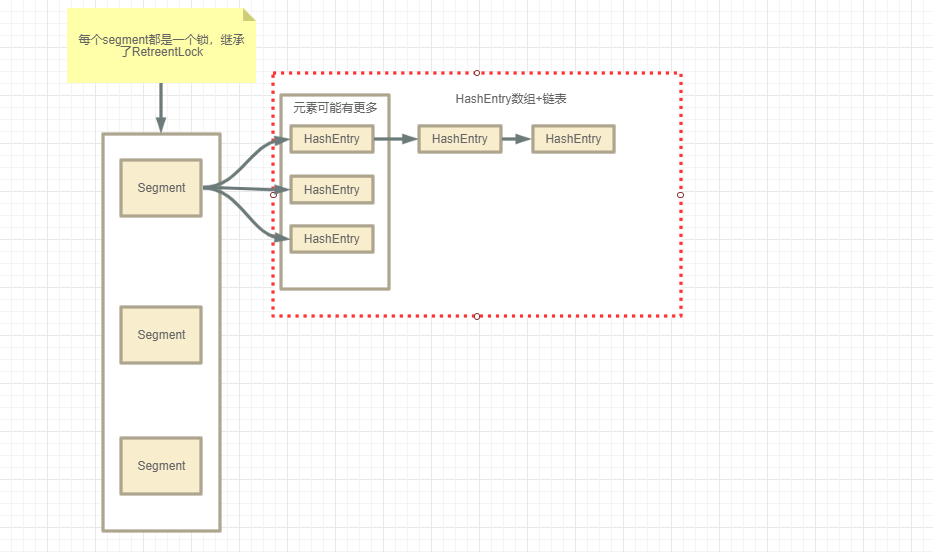 每个segment都是一个锁，继承
了RetreentLock
元素可能有更多
HashEntry数组+链表
HashEntry
HashEntry
HashEntry
Segment
HashEntry
HashEntry
Segment
Segment